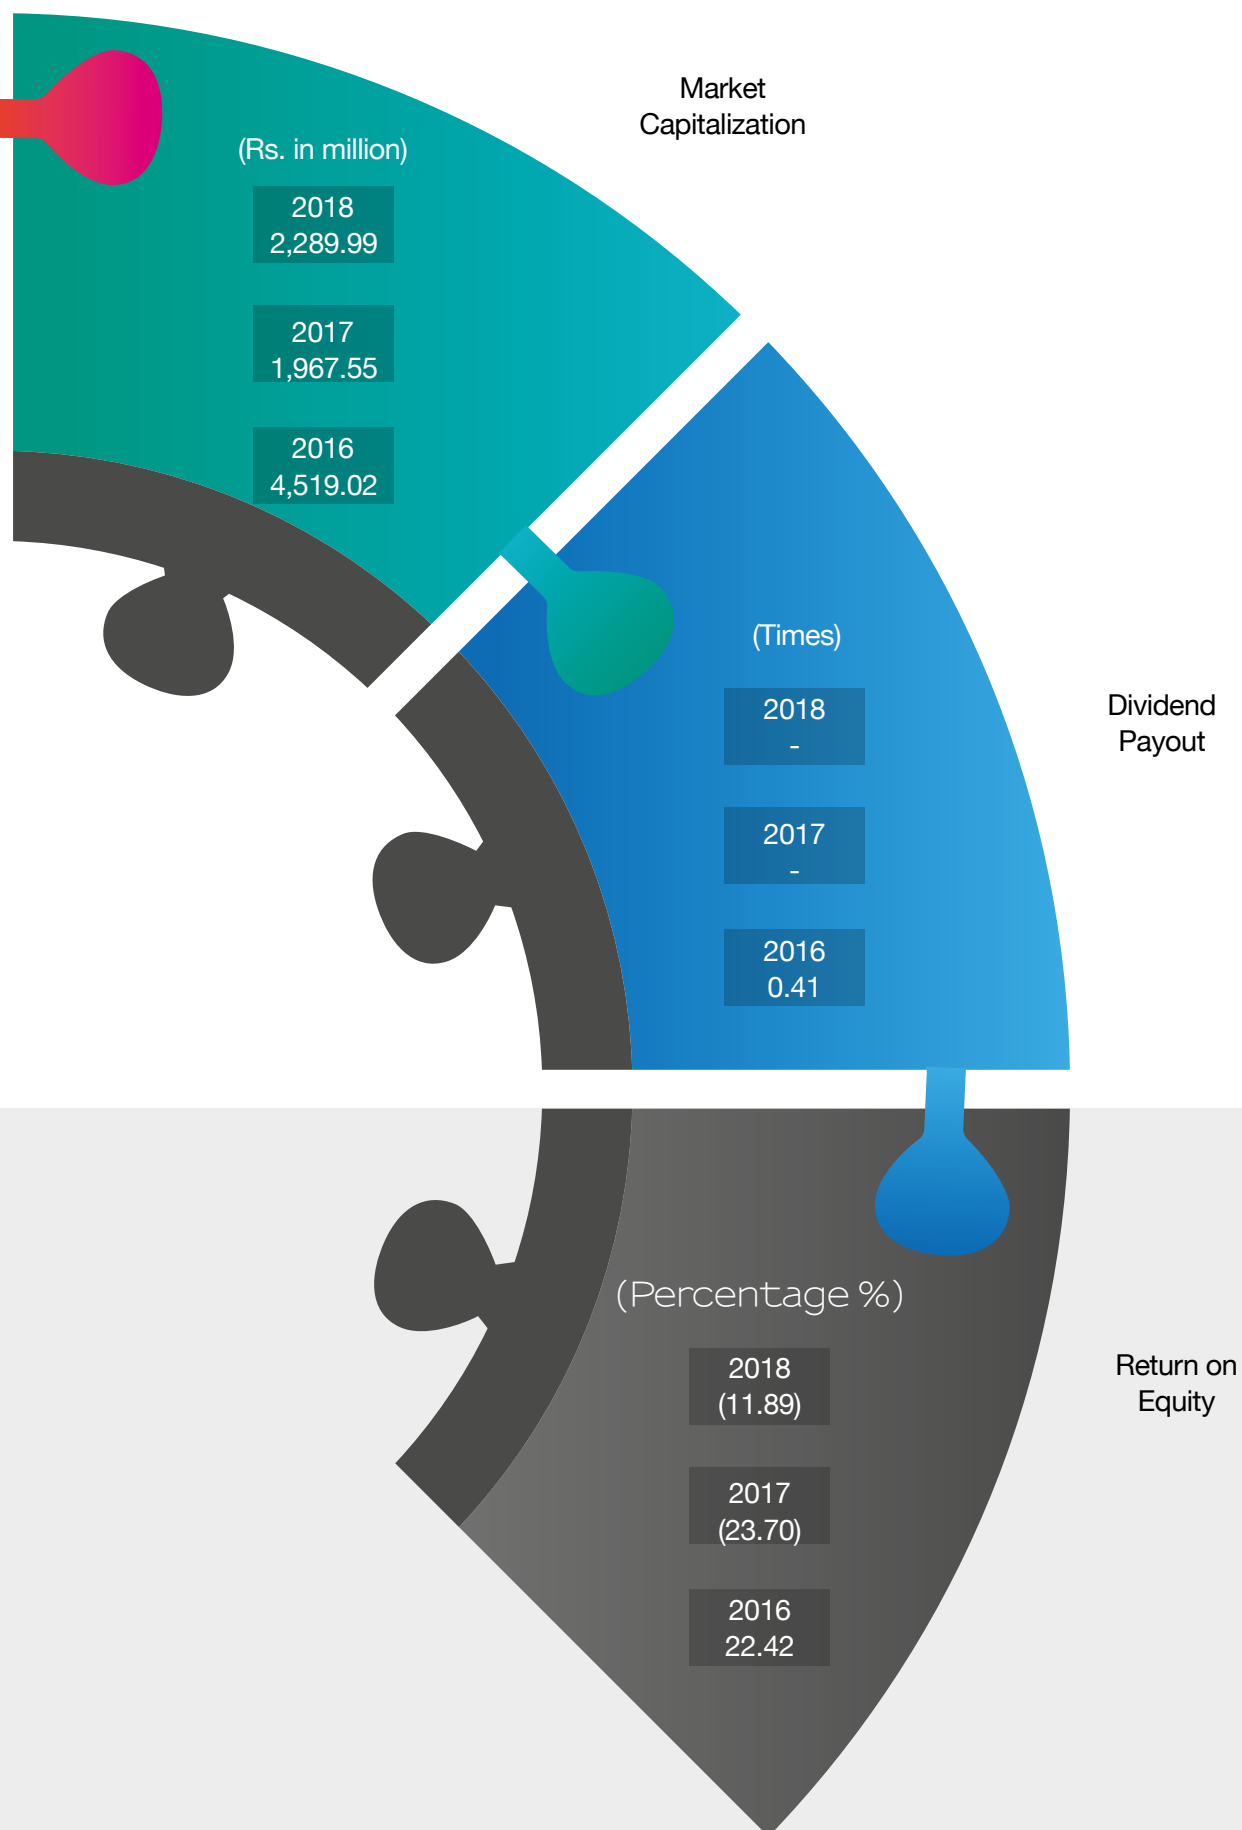 Market
Capitalization
(Rs. in million)
2018
2,289.99
2017
1,967.55
2016
4,519.02
(Times)
2018
-
2017
-
2016
0.41
Dividend
Payout
(Percentage %)
2018
(11.89)
2017
(23.70)
2016
22.42
Return on
Equity